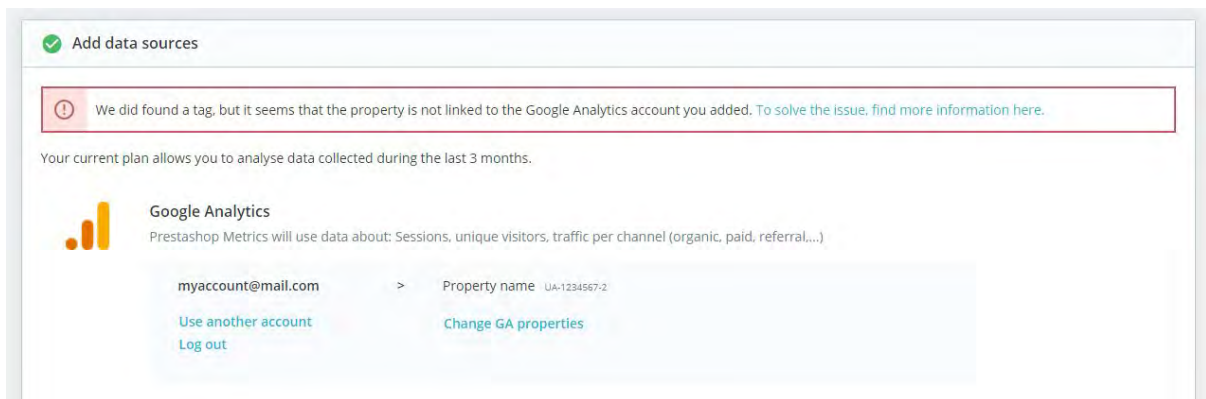 Add data sources
We did found a tag, but it seems that the property is not linked to the Google Analytics account you added. To solve the issue, find more information here.
Your current plan allows you to analyse data collected during the last 3 months.
Google Analytics
Prestashop Metrics will use data about: Sessions, unique visitors, traffic per channel (organic, paid, referral,...)
myaccount@mail.com > Property name UA-1234567-2
Use another account Change GA properties
Log out